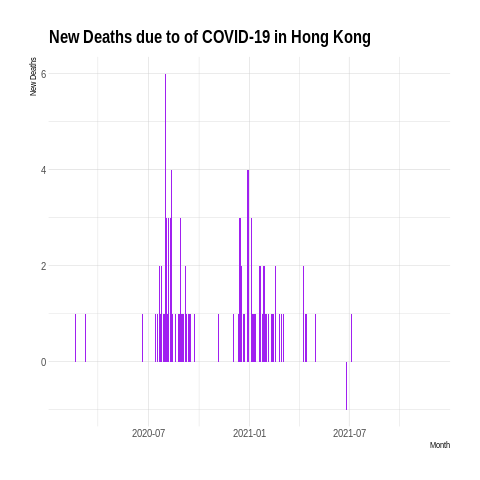 New Deaths due to of COVID-19 in Hong Kong
New Deaths
6
4
2
0
2020-07
2021-01
2021-07
Month